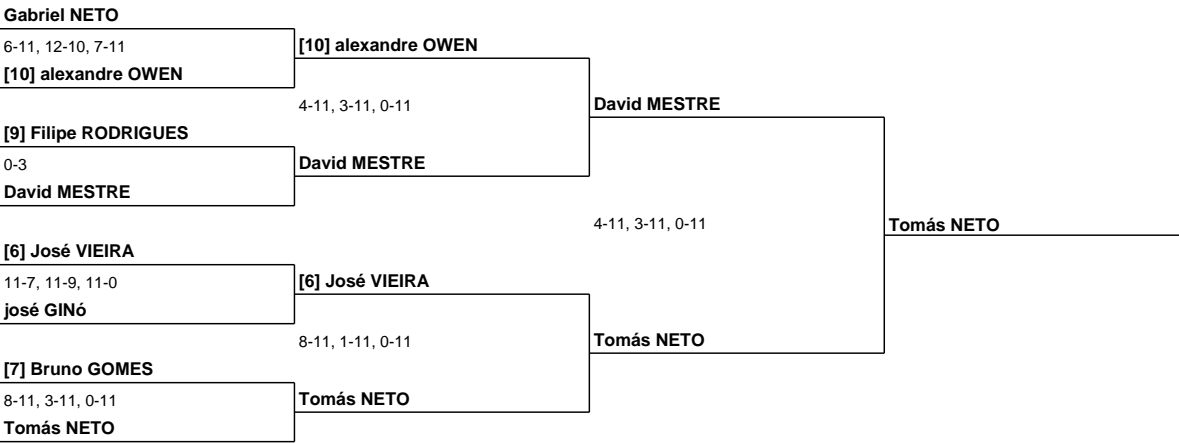 Gabriel NETO
6-11, 12-10, 7-11
[10] alexandre OWEN
[10] alexandre OWEN
4-11, 3-11, 0-11
David MESTRE
[9] Filipe RODRIGUES
0-3
David MESTRE
David MESTRE
4-11, 3-11, 0-11
Tomás NETO
[6] José VIEIRA
11-7, 11-9, 11-0
[6] José VIEIRA
josé GINó
8-11, 1-11, 0-11
Tomás NETO
[7] Bruno GOMES
8-11, 3-11, 0-11
Tomás NETO
Tomás NETO